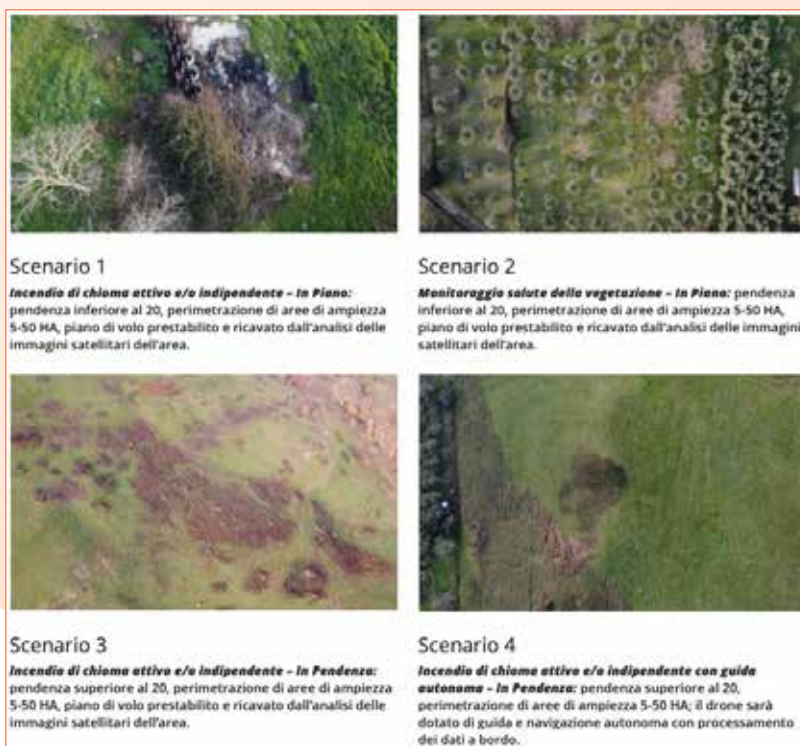 Scenario 1
Incendio di chioma attivo e/o indipendente – In Piano:
pendenza inferiore al 20, perimetrazione di aree di ampiezza
5-50 HA, piano di volo prestabilito e ricavato dall'analisi delle
immagini satellitari dell'area.
Scenario 2
Monitoraggio salute della vegetazione – In Piano: pendenza
inferiore al 20, perimetrazione di aree di ampiezza 5-50 HA,
piano di volo prestabilito e ricavato dall'analisi delle immagini
satellitari dell'area.
Scenario 3
Incendio di chioma attivo e/o indipendente – In Pendenza:
pendenza superiore al 20, perimetrazione di aree di ampiezza
5-50 HA, piano di volo prestabilito e ricavato dall'analisi delle
immagini satellitari dell'area.
Scenario 4
Incendio di chioma attivo e/o indipendente con guida
autonoma – In Pendenza: pendenza superiore al 20,
perimetrazione di aree di ampiezza 5-50 HA; il drone sarà
dotato di guida e navigazione autonoma con processamento
dei dati a bordo.